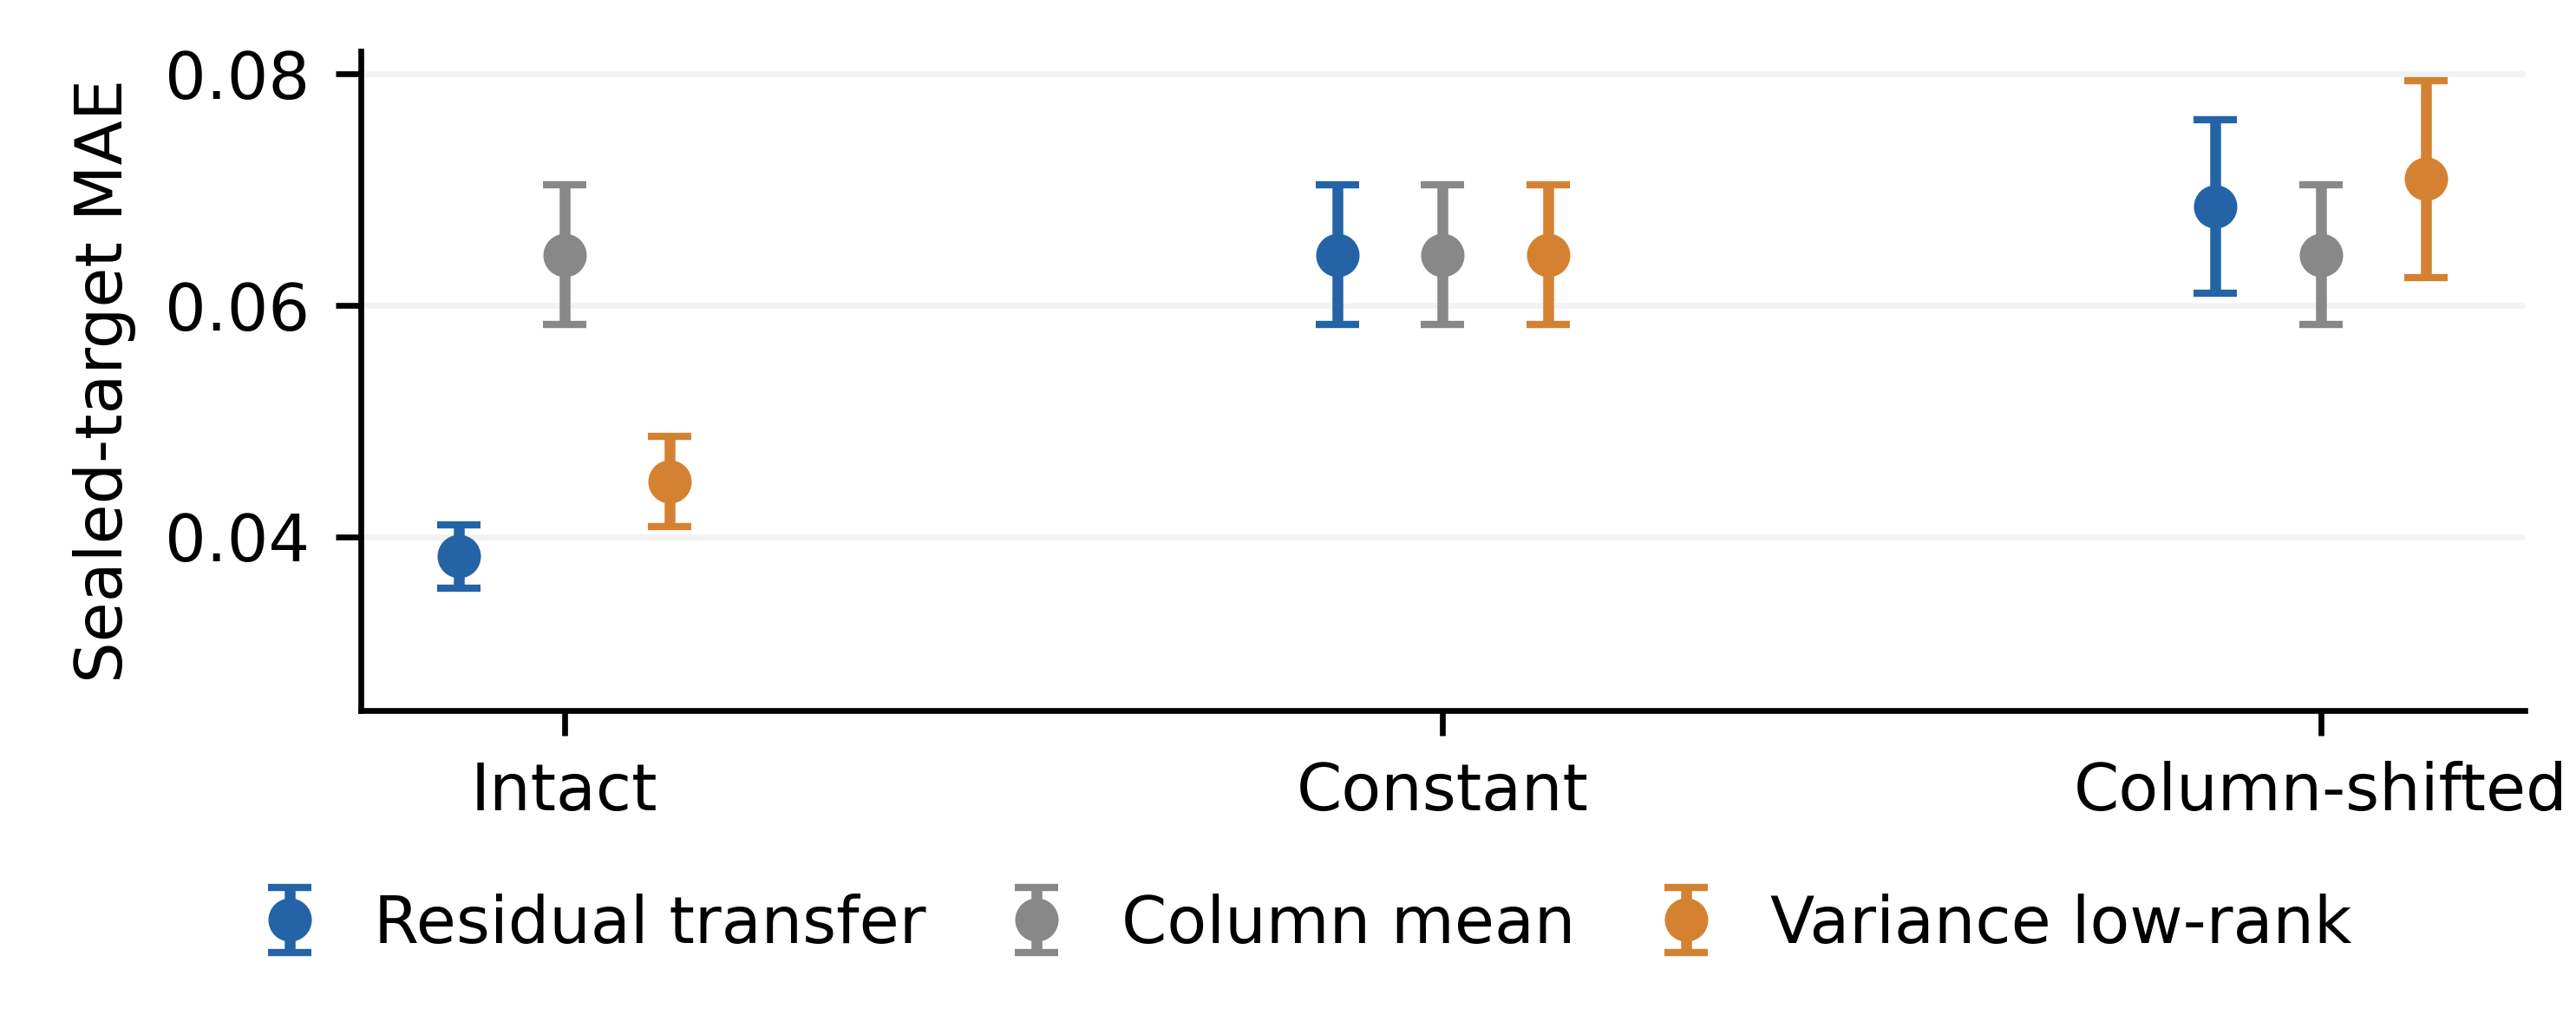 Sealed-target MAE
0.08
0.06
0.04
Intact Constant Column-shifted
Residual transfer Column mean Variance low-rank